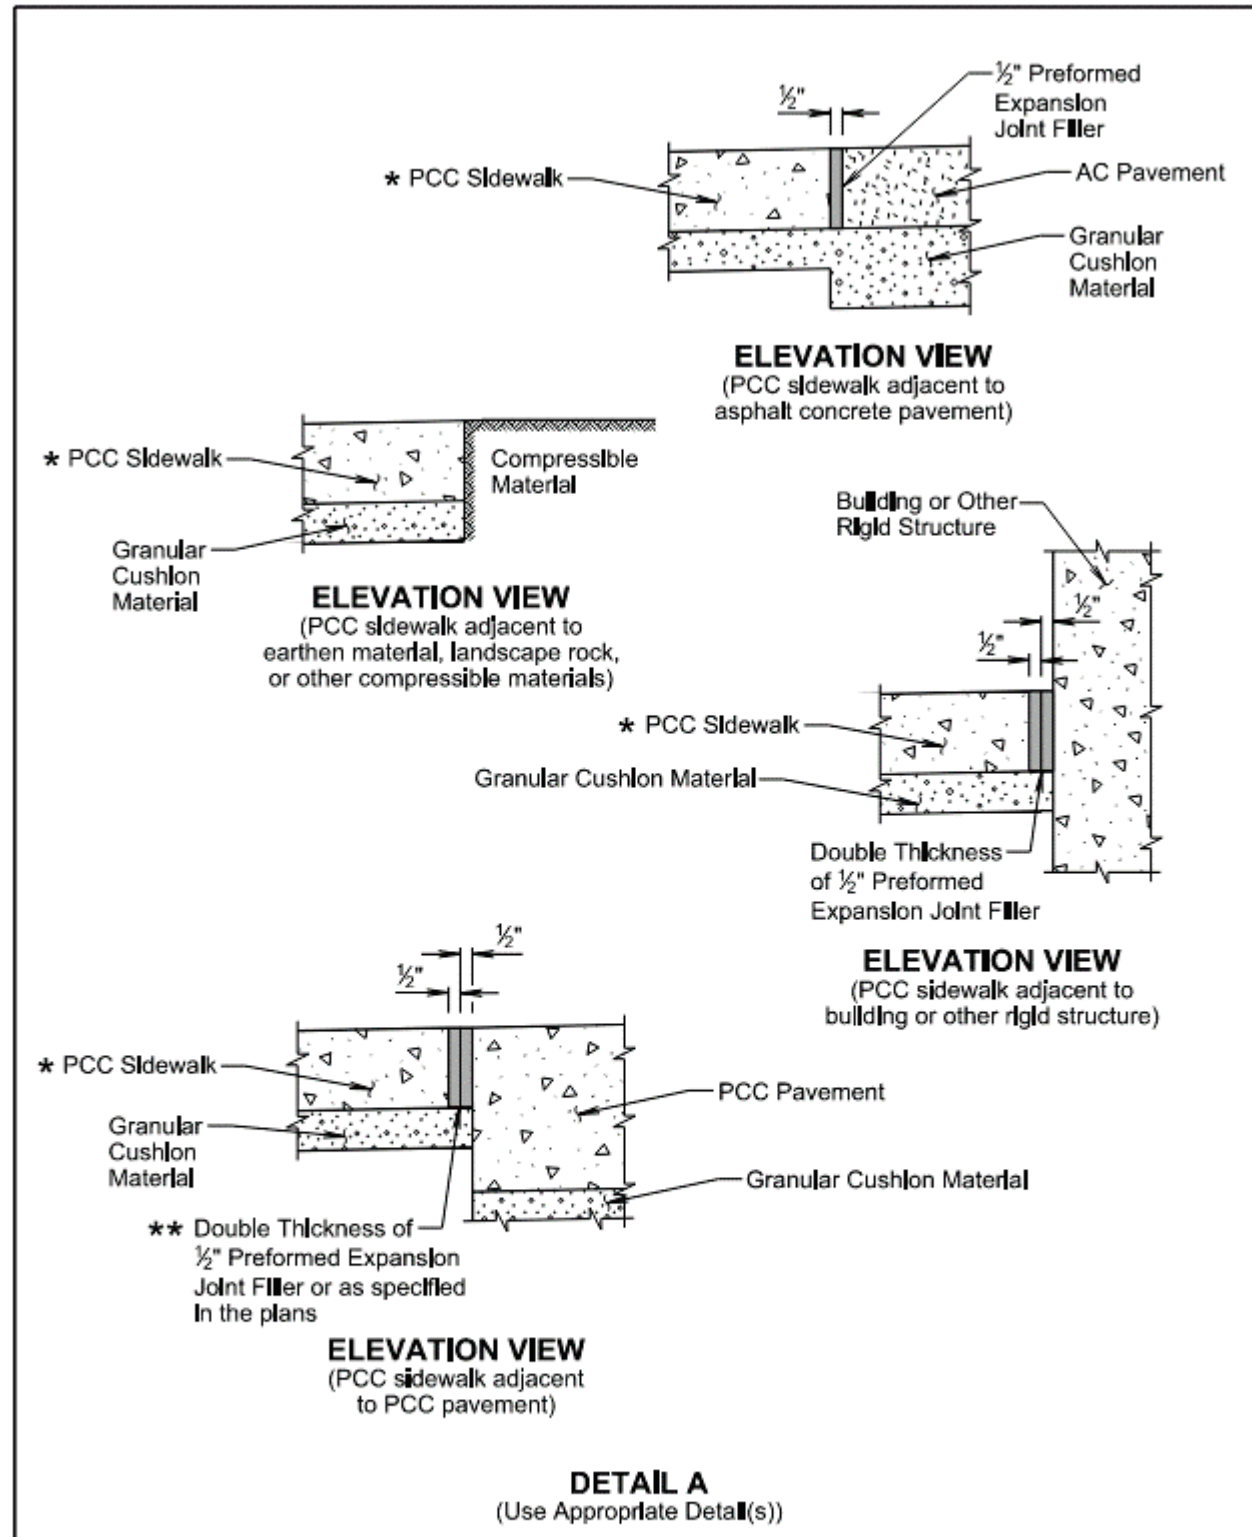 ½"
½" Preformed
Expansion
Joint Filler
* PCC Sidewalk
AC Pavement
Granular
Cushion
Material
ELEVATION VIEW
(PCC sidewalk adjacent to
asphalt concrete pavement)
* PCC Sidewalk
Compressible
Material
Granular
Cushion
Material
ELEVATION VIEW
(PCC sidewalk adjacent to
earthen material, landscape rock,
or other compressible materials)
Building or Other
Rigid Structure
½"
½"
* PCC Sidewalk
Granular Cushion Material
Double Thickness
of ½" Preformed
Expansion Joint Filler
ELEVATION VIEW
(PCC sidewalk adjacent to
building or other rigid structure)
½"
½"
* PCC Sidewalk
PCC Pavement
Granular
Cushion
Material
Granular Cushion Material
** Double Thickness of
½" Preformed Expansion
Joint Filler or as specified
in the plans
ELEVATION VIEW
(PCC sidewalk adjacent
to PCC pavement)
DETAIL A
(Use Appropriate Detail(s))